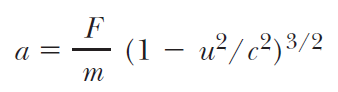 a = F/m (1 − u²/c²)^3/2